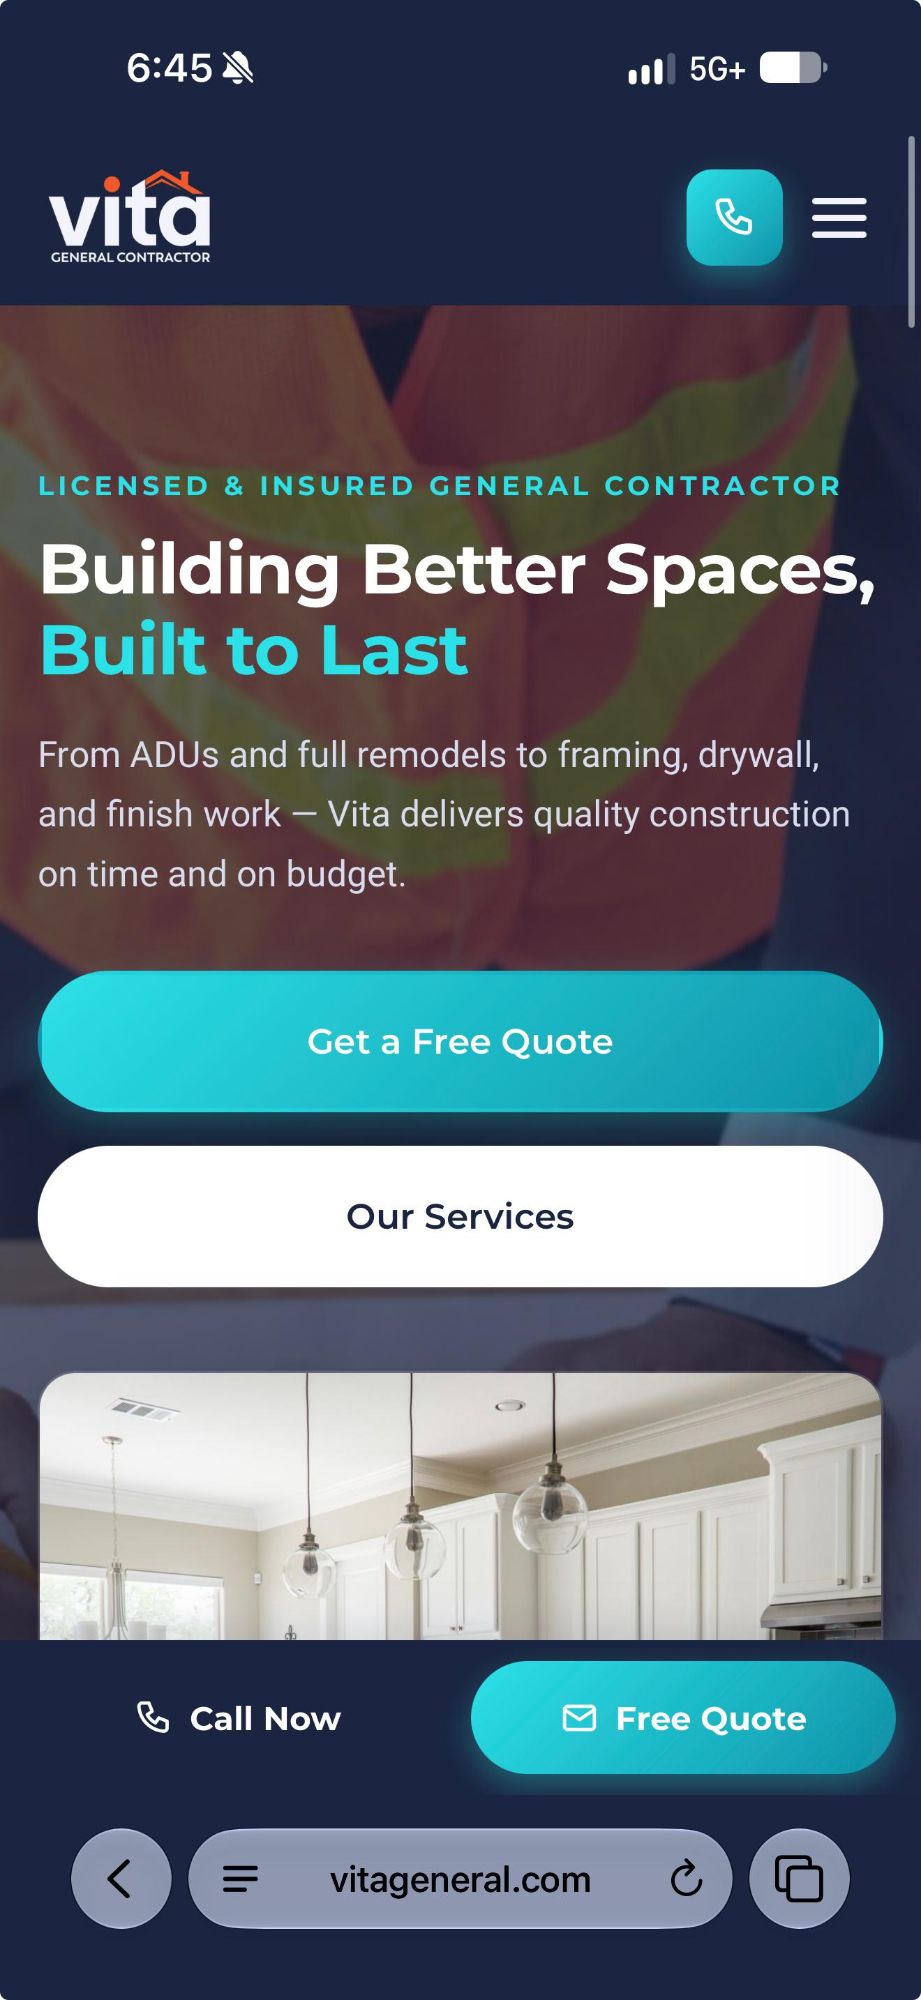 6:45
5G+
vita
GENERAL CONTRACTOR
LICENSED & INSURED GENERAL CONTRACTOR
Building Better Spaces,
Built to Last
From ADUs and full remodels to framing, drywall,
and finish work — Vita delivers quality construction
on time and on budget.
Get a Free Quote
Our Services
Call Now
Free Quote
vitageneral.com